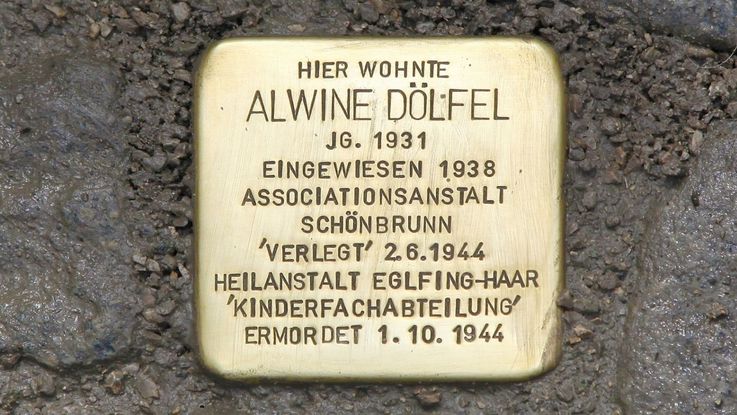 HIER WOHNTE
ALWINE DÖLFEL
JG. 1931
EINGEWIESEN 1938
ASSOCIATIONSANSTALT
SCHÖNBRUNN
'VERLEGT' 2.6.1944
HEILANSTALT EGLFING-HAAR
'KINDERFACHABTEILUNG'
ERMORDET 1.10.1944